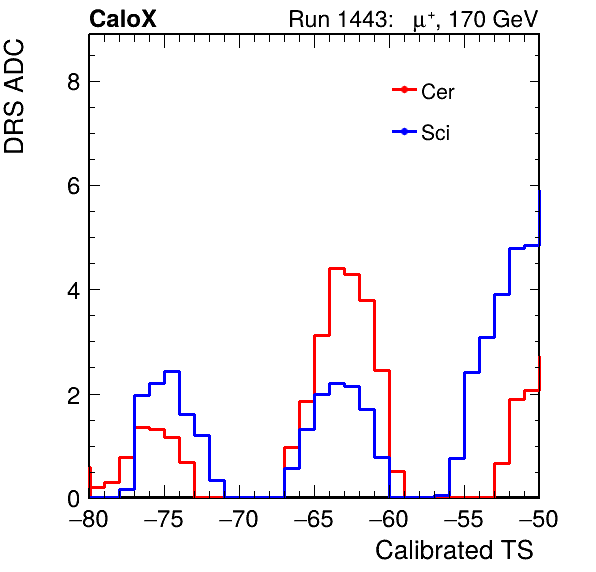 CaloX Run 1443: μ⁺, 170 GeV
DRS ADC
Cer
Sci
8
6
4
2
0
−80 −75 −70 −65 −60 −55 −50
Calibrated TS